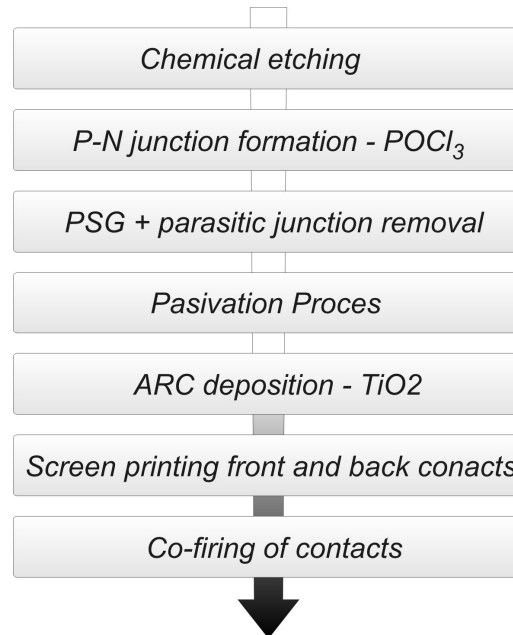 Chemical etching
P-N junction formation - POCl₃
PSG + parasitic junction removal
Pasivation Proces
ARC deposition - TiO2
Screen printing front and back conacts
Co-firing of contacts